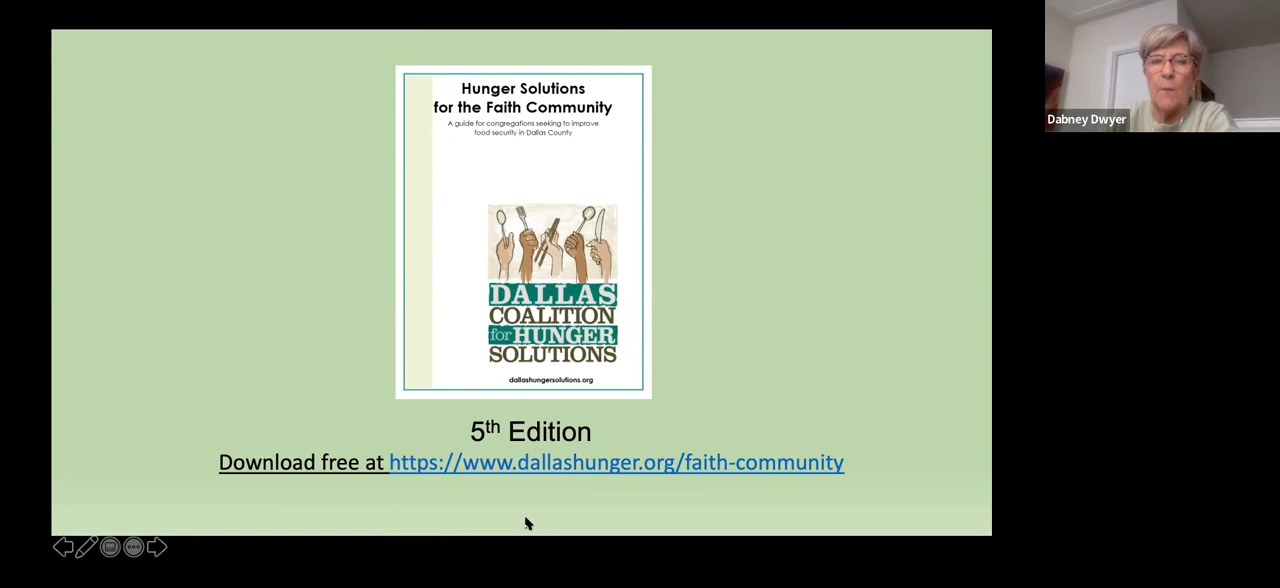 Hunger Solutions
for the Faith Community
A guide for congregations seeking to improve
food security in Dallas County
DALLAS
COALITION
for HUNGER
SOLUTIONS
dallashungersolutions.org
5th Edition
Download free at https://www.dallashunger.org/faith-community
Dabney Dwyer